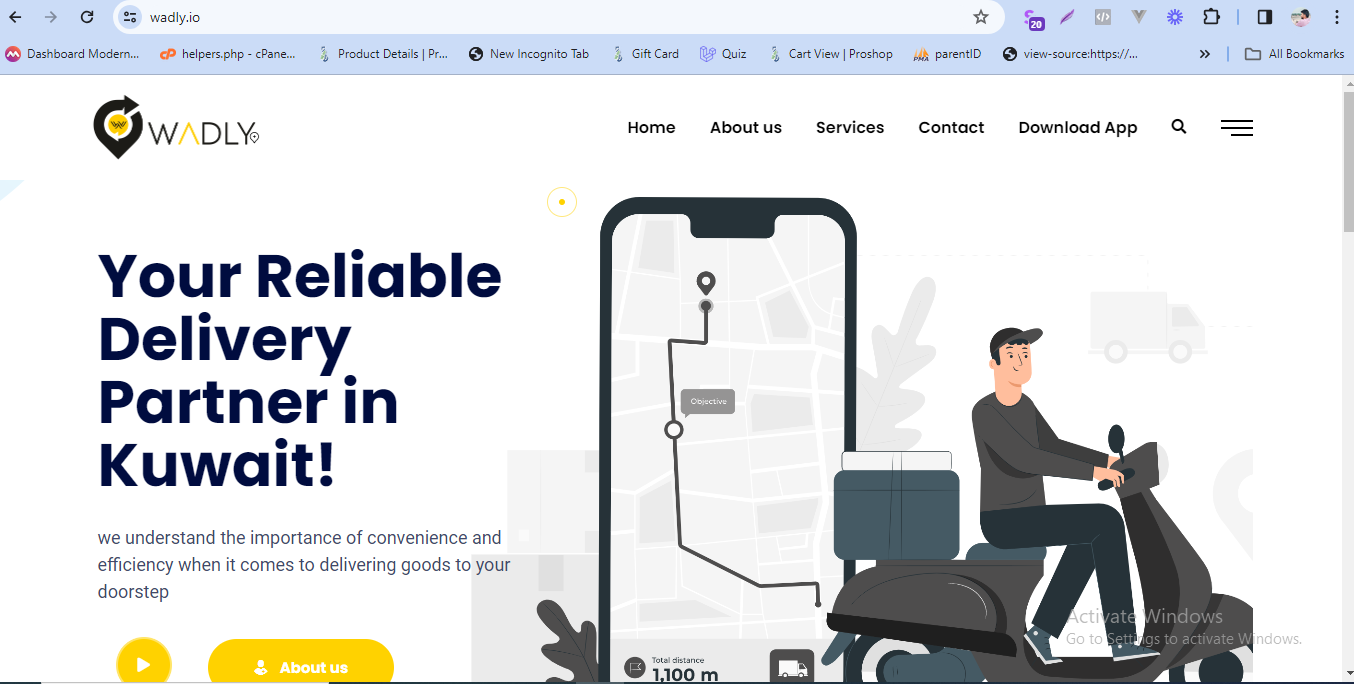 wadly.io
20
Dashboard Modern...
helpers.php - cPane...
Product Details | Pr...
New Incognito Tab
Gift Card
Quiz
Cart View | Proshop
parentID
view-source:https://...
»
All Bookmarks
WADLY
Home
About us
Services
Contact
Download App
Your Reliable
Delivery
Partner in
Kuwait!
we understand the importance of convenience and
efficiency when it comes to delivering goods to your
doorstep
About us
Objective
Total distance
1,100 m
Activate Windows
Go to Settings to activate Windows.